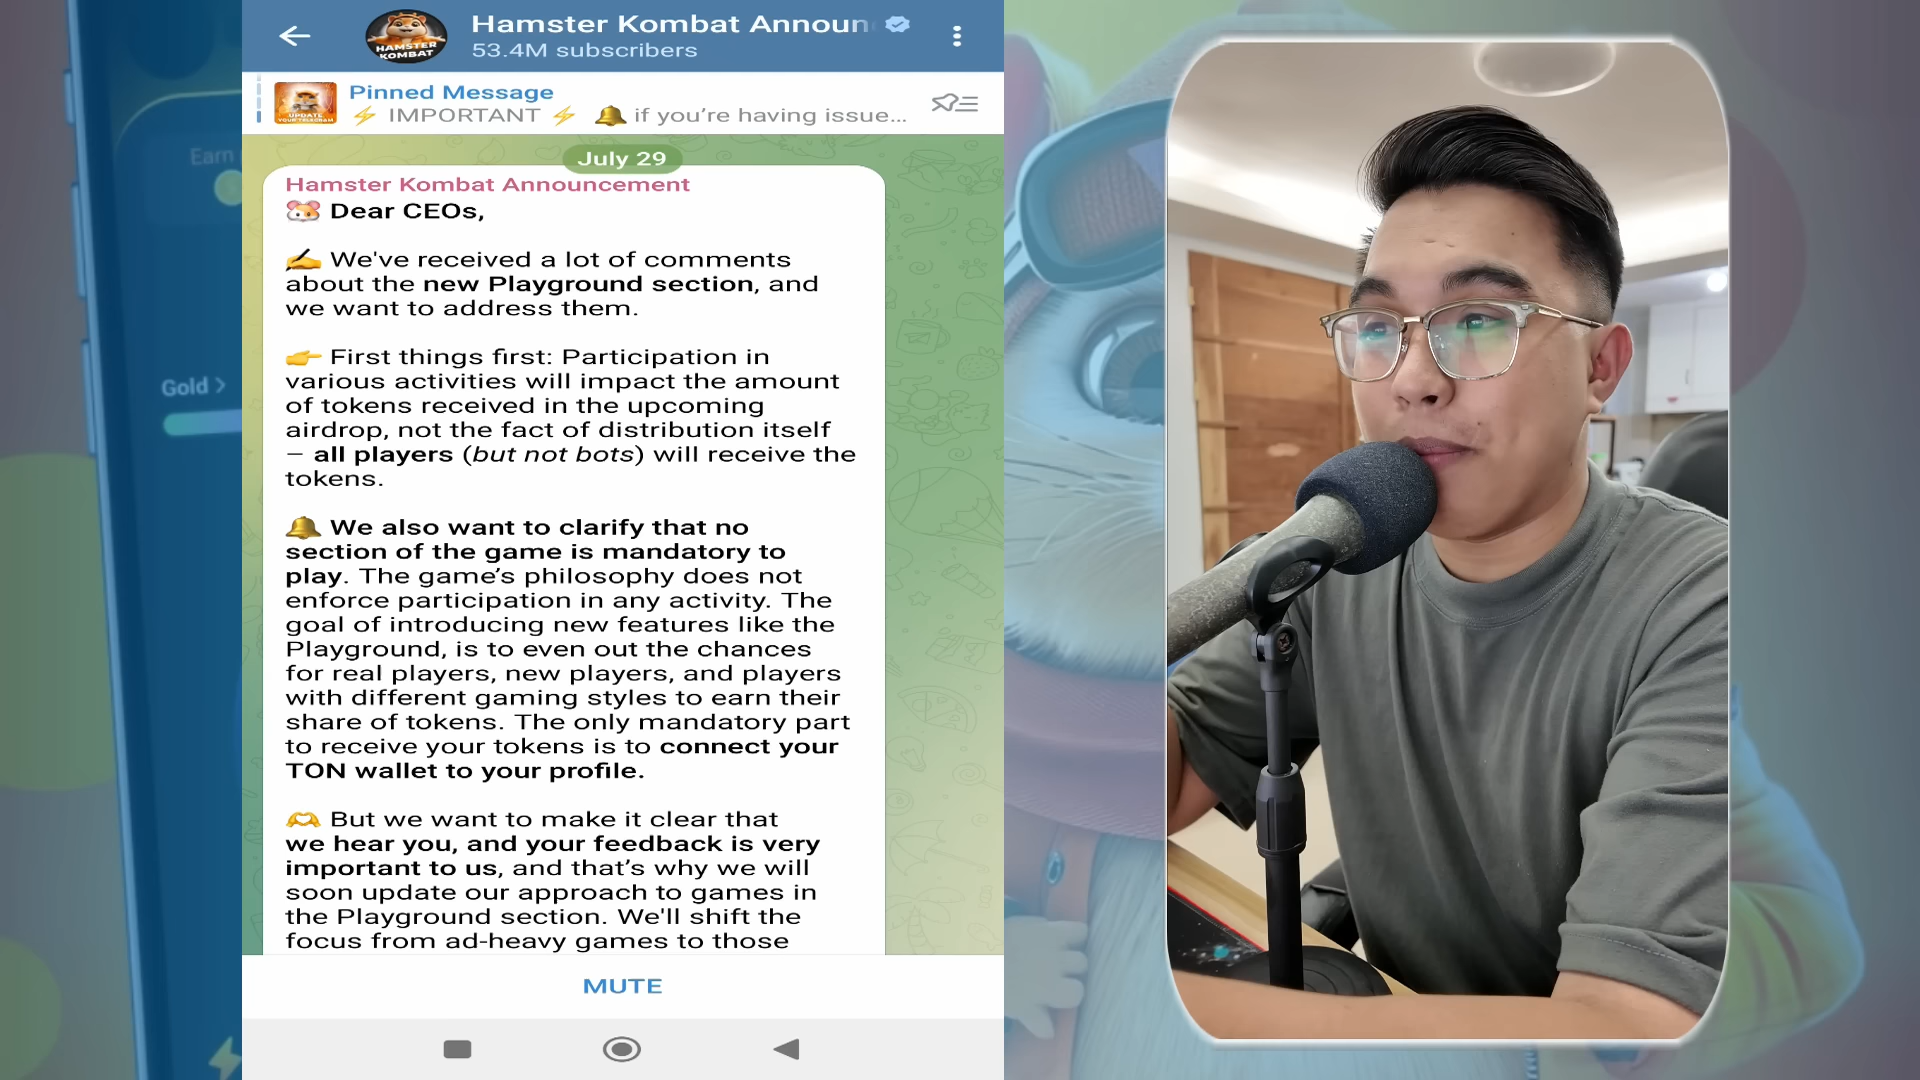 Hamster Kombat Announ
53.4M subscribers
HAMSTER
KOMBAT
Pinned Message
⚡ IMPORTANT ⚡ 🔔 if you're having issue...
UPDATE
YOUR TELEGRAM
July 29
Hamster Kombat Announcement
🐹 Dear CEOs,
✍️ We've received a lot of comments
about the new Playground section, and
we want to address them.
👉 First things first: Participation in
various activities will impact the amount
of tokens received in the upcoming
airdrop, not the fact of distribution itself
– all players (but not bots) will receive the
tokens.
🔔 We also want to clarify that no
section of the game is mandatory to
play. The game's philosophy does not
enforce participation in any activity. The
goal of introducing new features like the
Playground, is to even out the chances
for real players, new players, and players
with different gaming styles to earn their
share of tokens. The only mandatory part
to receive your tokens is to connect your
TON wallet to your profile.
🫶 But we want to make it clear that
we hear you, and your feedback is very
important to us, and that's why we will
soon update our approach to games in
the Playground section. We'll shift the
focus from ad-heavy games to those
MUTE
Earn
Gold >